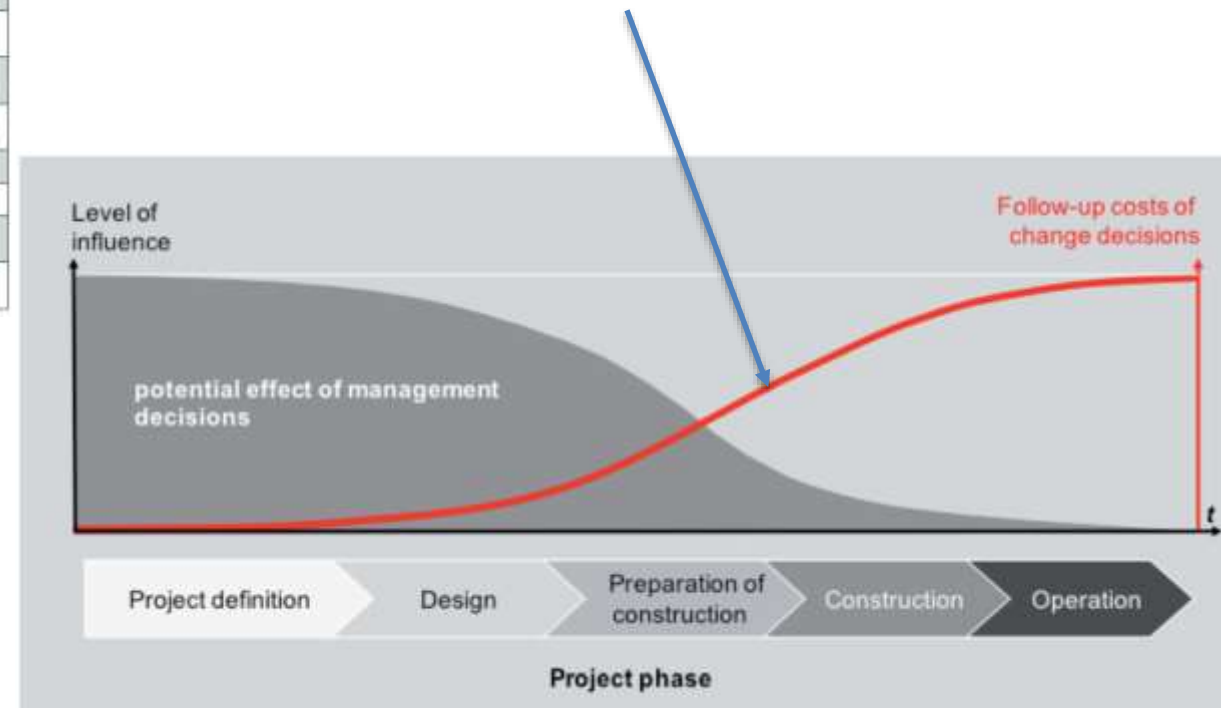 Level of
influence
Follow-up costs of
change decisions
potential effect of management
decisions
t
Project definition
Design
Preparation of
construction
Construction
Operation
Project phase